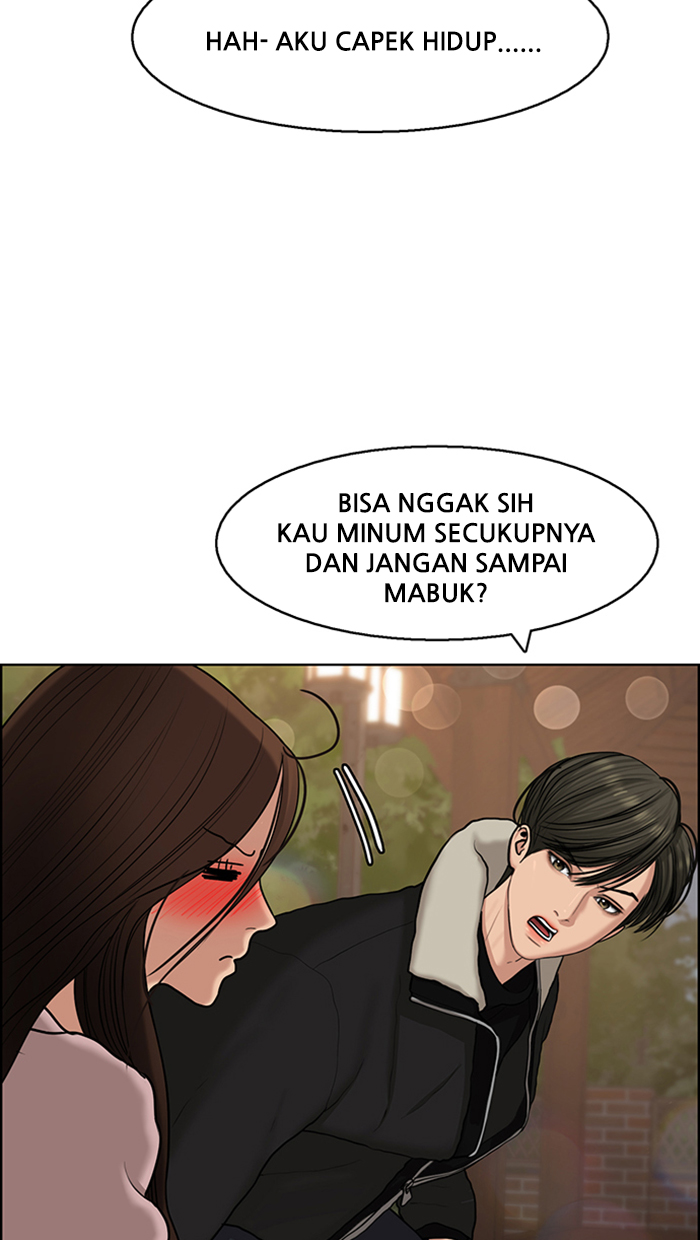 HAH- AKU CAPEK HIDUP......
BISA NGGAK SIH
KAU MINUM SECUKUPNYA
DAN JANGAN SAMPAI
MABUK?